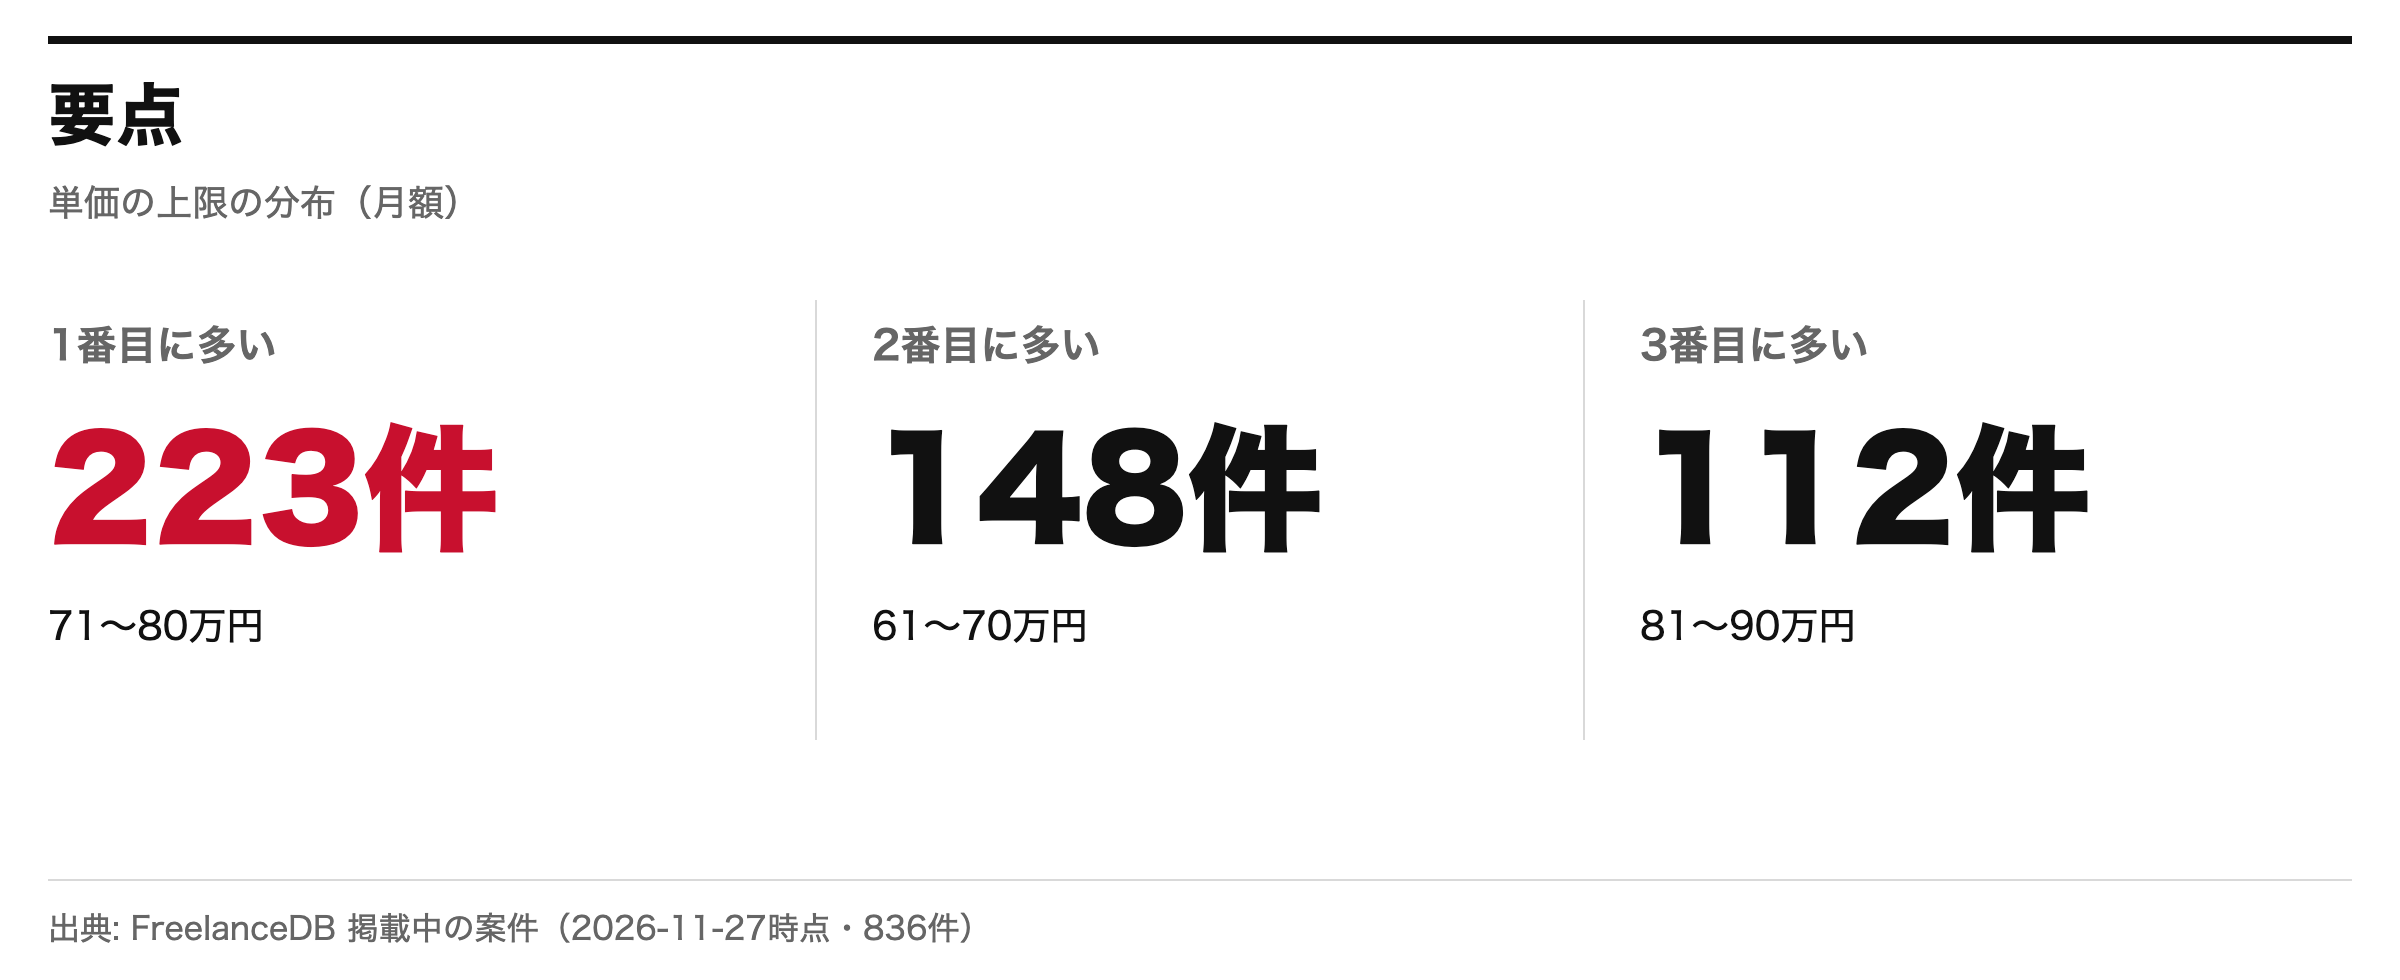 要点
単価の上限の分布（月額）
1番目に多い
223件
71〜80万円
2番目に多い
148件
61〜70万円
3番目に多い
112件
81〜90万円
出典: FreelanceDB 掲載中の案件（2026-11-27時点・836件）